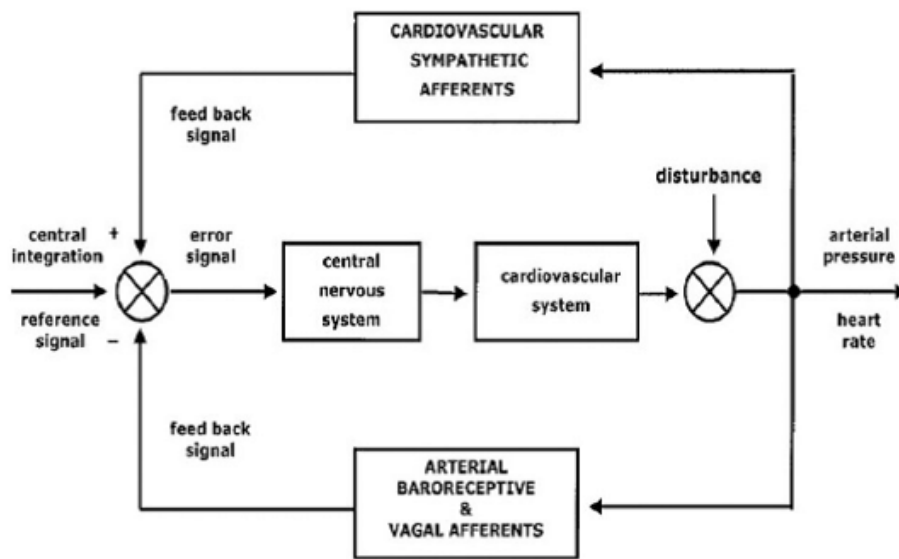 CARDIOVASCULAR
SYMPATHETIC
AFFERENTS
feed back
signal
disturbance
central
integration
+
error
signal
central
nervous
system
cardiovascular
system
arterial
pressure
reference
signal
−
heart
rate
feed back
signal
ARTERIAL
BARORECEPTIVE
&
VAGAL AFFERENTS